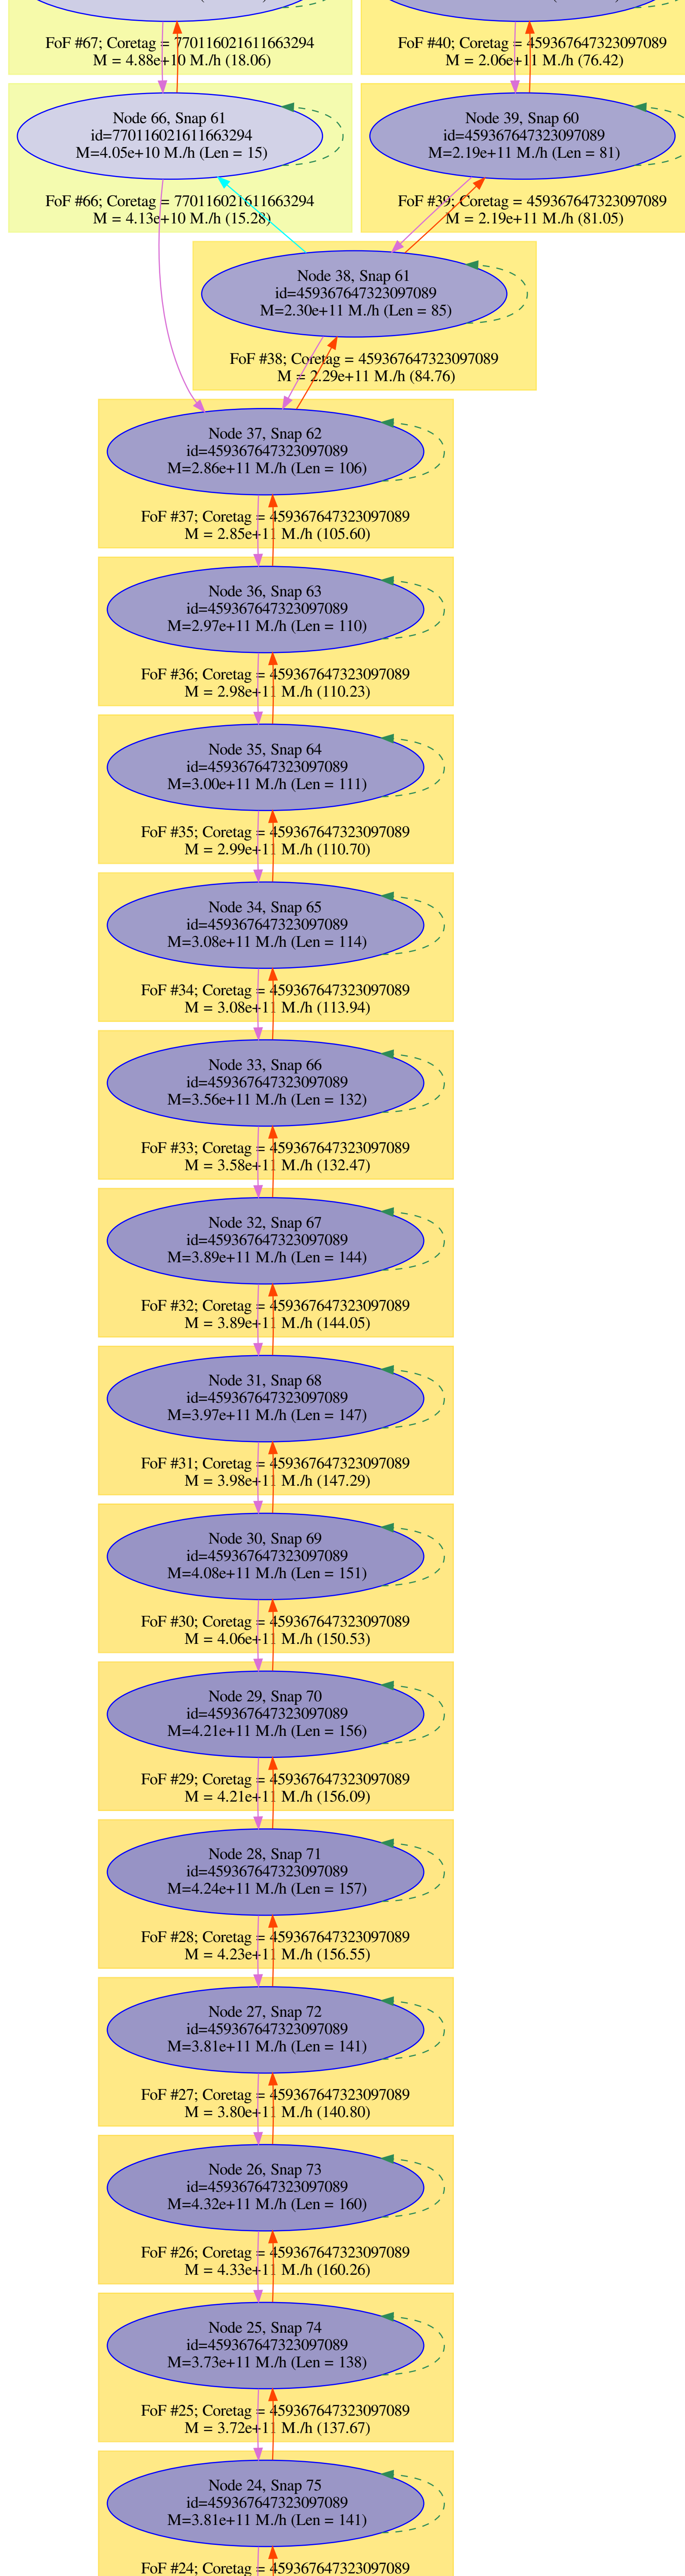 FoF #67; Coretag = 770116021611663294
M = 4.88e+10 M./h (18.06)
FoF #40; Coretag = 459367647323097089
M = 2.06e+11 M./h (76.42)
Node 66, Snap 61
id=770116021611663294
M=4.05e+10 M./h (Len = 15)
FoF #66; Coretag = 770116021611663294
M = 4.13e+10 M./h (15.28)
Node 39, Snap 60
id=459367647323097089
M=2.19e+11 M./h (Len = 81)
FoF #39; Coretag = 459367647323097089
M = 2.19e+11 M./h (81.05)
Node 38, Snap 61
id=459367647323097089
M=2.30e+11 M./h (Len = 85)
FoF #38; Coretag = 459367647323097089
M = 2.29e+11 M./h (84.76)
Node 37, Snap 62
id=459367647323097089
M=2.86e+11 M./h (Len = 106)
FoF #37; Coretag = 459367647323097089
M = 2.85e+11 M./h (105.60)
Node 36, Snap 63
id=459367647323097089
M=2.97e+11 M./h (Len = 110)
FoF #36; Coretag = 459367647323097089
M = 2.98e+11 M./h (110.23)
Node 35, Snap 64
id=459367647323097089
M=3.00e+11 M./h (Len = 111)
FoF #35; Coretag = 459367647323097089
M = 2.99e+11 M./h (110.70)
Node 34, Snap 65
id=459367647323097089
M=3.08e+11 M./h (Len = 114)
FoF #34; Coretag = 459367647323097089
M = 3.08e+11 M./h (113.94)
Node 33, Snap 66
id=459367647323097089
M=3.56e+11 M./h (Len = 132)
FoF #33; Coretag = 459367647323097089
M = 3.58e+11 M./h (132.47)
Node 32, Snap 67
id=459367647323097089
M=3.89e+11 M./h (Len = 144)
FoF #32; Coretag = 459367647323097089
M = 3.89e+11 M./h (144.05)
Node 31, Snap 68
id=459367647323097089
M=3.97e+11 M./h (Len = 147)
FoF #31; Coretag = 459367647323097089
M = 3.98e+11 M./h (147.29)
Node 30, Snap 69
id=459367647323097089
M=4.08e+11 M./h (Len = 151)
FoF #30; Coretag = 459367647323097089
M = 4.06e+11 M./h (150.53)
Node 29, Snap 70
id=459367647323097089
M=4.21e+11 M./h (Len = 156)
FoF #29; Coretag = 459367647323097089
M = 4.21e+11 M./h (156.09)
Node 28, Snap 71
id=459367647323097089
M=4.24e+11 M./h (Len = 157)
FoF #28; Coretag = 459367647323097089
M = 4.23e+11 M./h (156.55)
Node 27, Snap 72
id=459367647323097089
M=3.81e+11 M./h (Len = 141)
FoF #27; Coretag = 459367647323097089
M = 3.80e+11 M./h (140.80)
Node 26, Snap 73
id=459367647323097089
M=4.32e+11 M./h (Len = 160)
FoF #26; Coretag = 459367647323097089
M = 4.33e+11 M./h (160.26)
Node 25, Snap 74
id=459367647323097089
M=3.73e+11 M./h (Len = 138)
FoF #25; Coretag = 459367647323097089
M = 3.72e+11 M./h (137.67)
Node 24, Snap 75
id=459367647323097089
M=3.81e+11 M./h (Len = 141)
FoF #24; Coretag = 459367647323097089